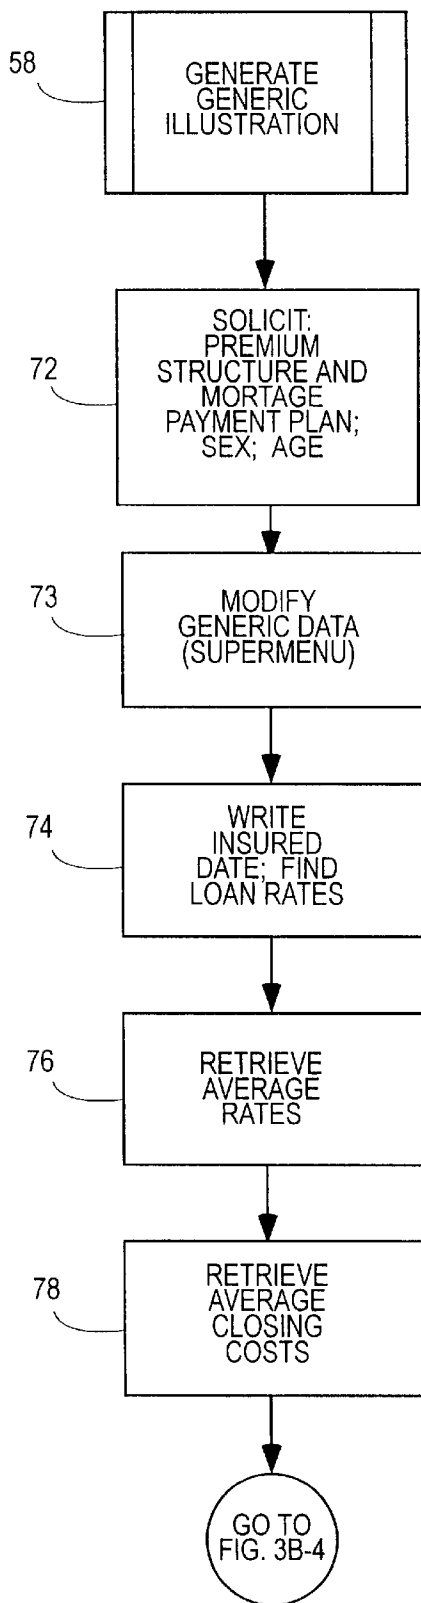 58
GENERATE
GENERIC
ILLUSTRATION
72
SOLICIT:
PREMIUM
STRUCTURE AND
MORTAGE
PAYMENT PLAN;
SEX; AGE
73
MODIFY
GENERIC DATA
(SUPERMENU)
74
WRITE
INSURED
DATE; FIND
LOAN RATES
76
RETRIEVE
AVERAGE
RATES
78
RETRIEVE
AVERAGE
CLOSING
COSTS
GO TO
FIG. 3B-4